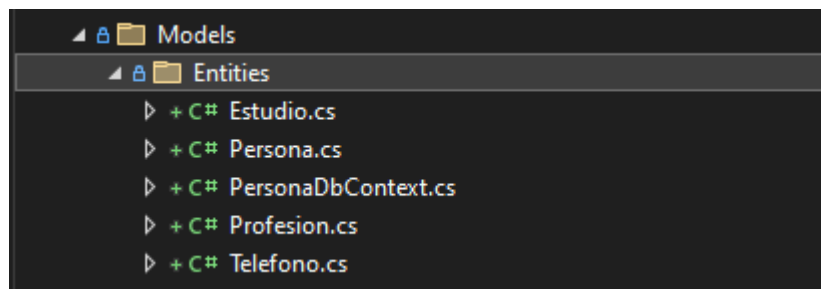 Models
Entities
+ C# Estudio.cs
+ C# Persona.cs
+ C# PersonaDbContext.cs
+ C# Profesion.cs
+ C# Telefono.cs